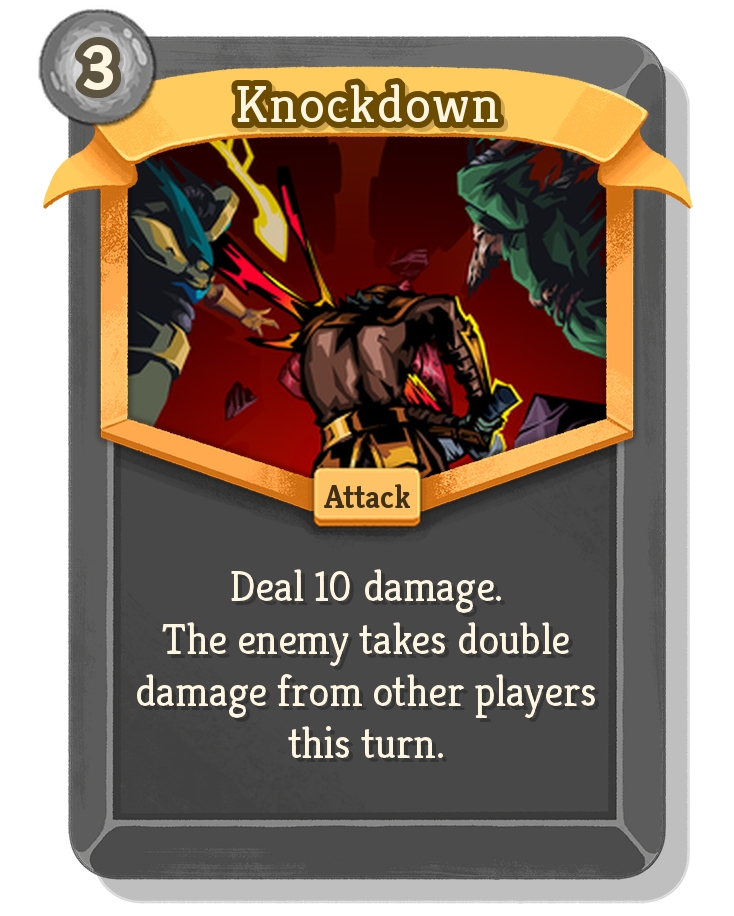 3
Knockdown
Attack
Deal 10 damage.
The enemy takes double
damage from other players
this turn.